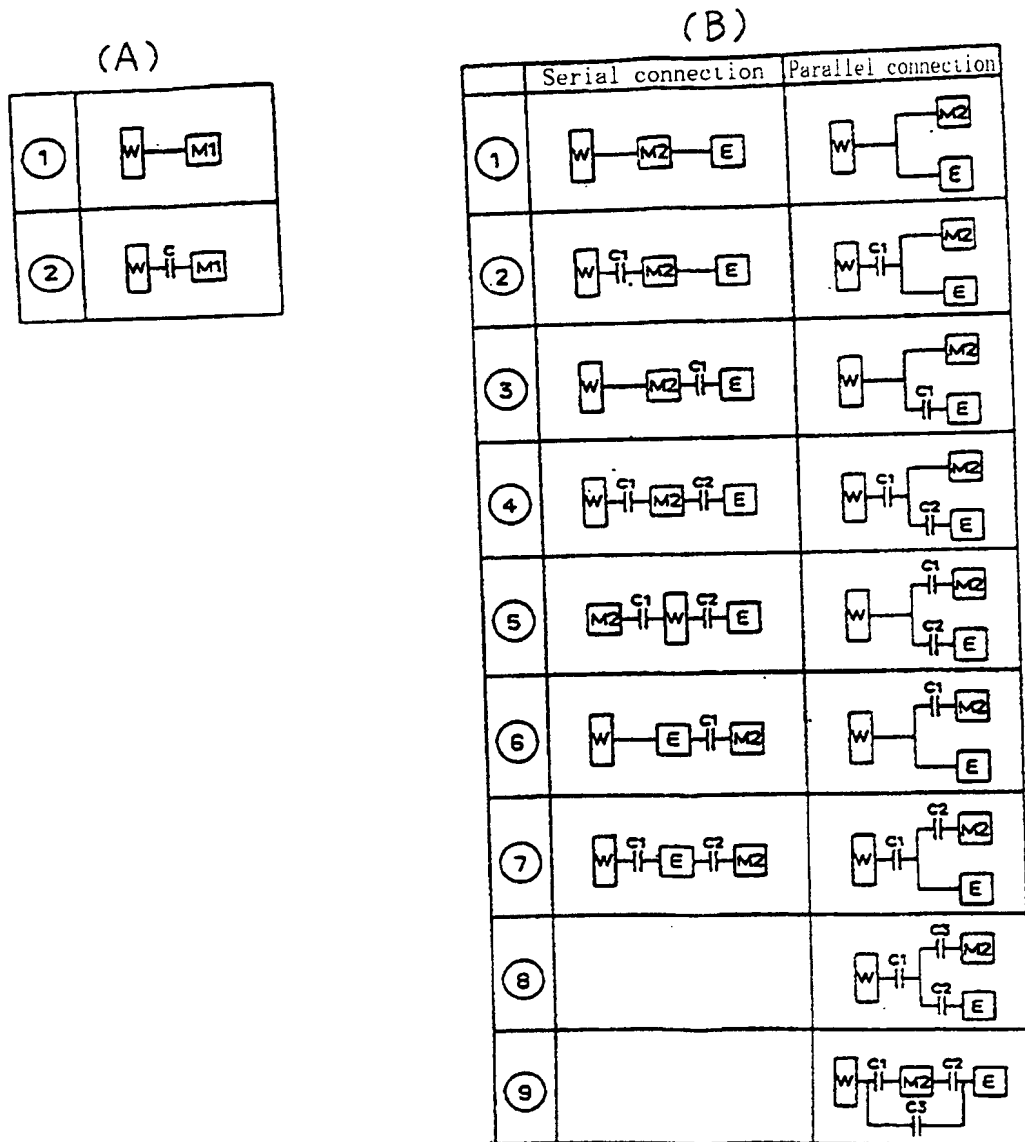 (A)
(B)
Serial connection Parallel connection
1 W M1
2 W C M1
1 W M2 E W M2 E
2 W C1 M2 E W C1 M2 E
3 W M2 C1 E W M2 C1 E
4 W C1 M2 C2 E W C1 M2 C2 E
5 M2 C1 W C2 E W C1 M2 C2 E
6 W E C1 M2 W C1 M2 E
7 W C1 E C2 M2 W C1 C2 M2 E
8 W C1 C3 M2 C2 E
9 W C1 M2 C2 E C3